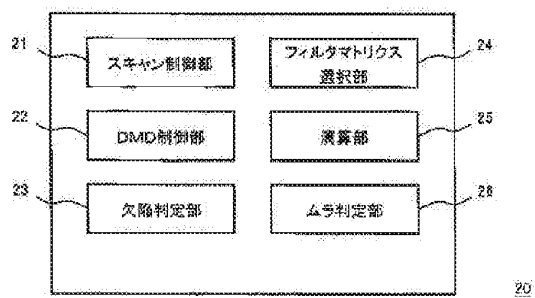 21
スキャン制御部
フィルタマトリクス
選択部
24
22
DMD制御部
演算部
25
23
欠陥判定部
ムラ判定部
26
20